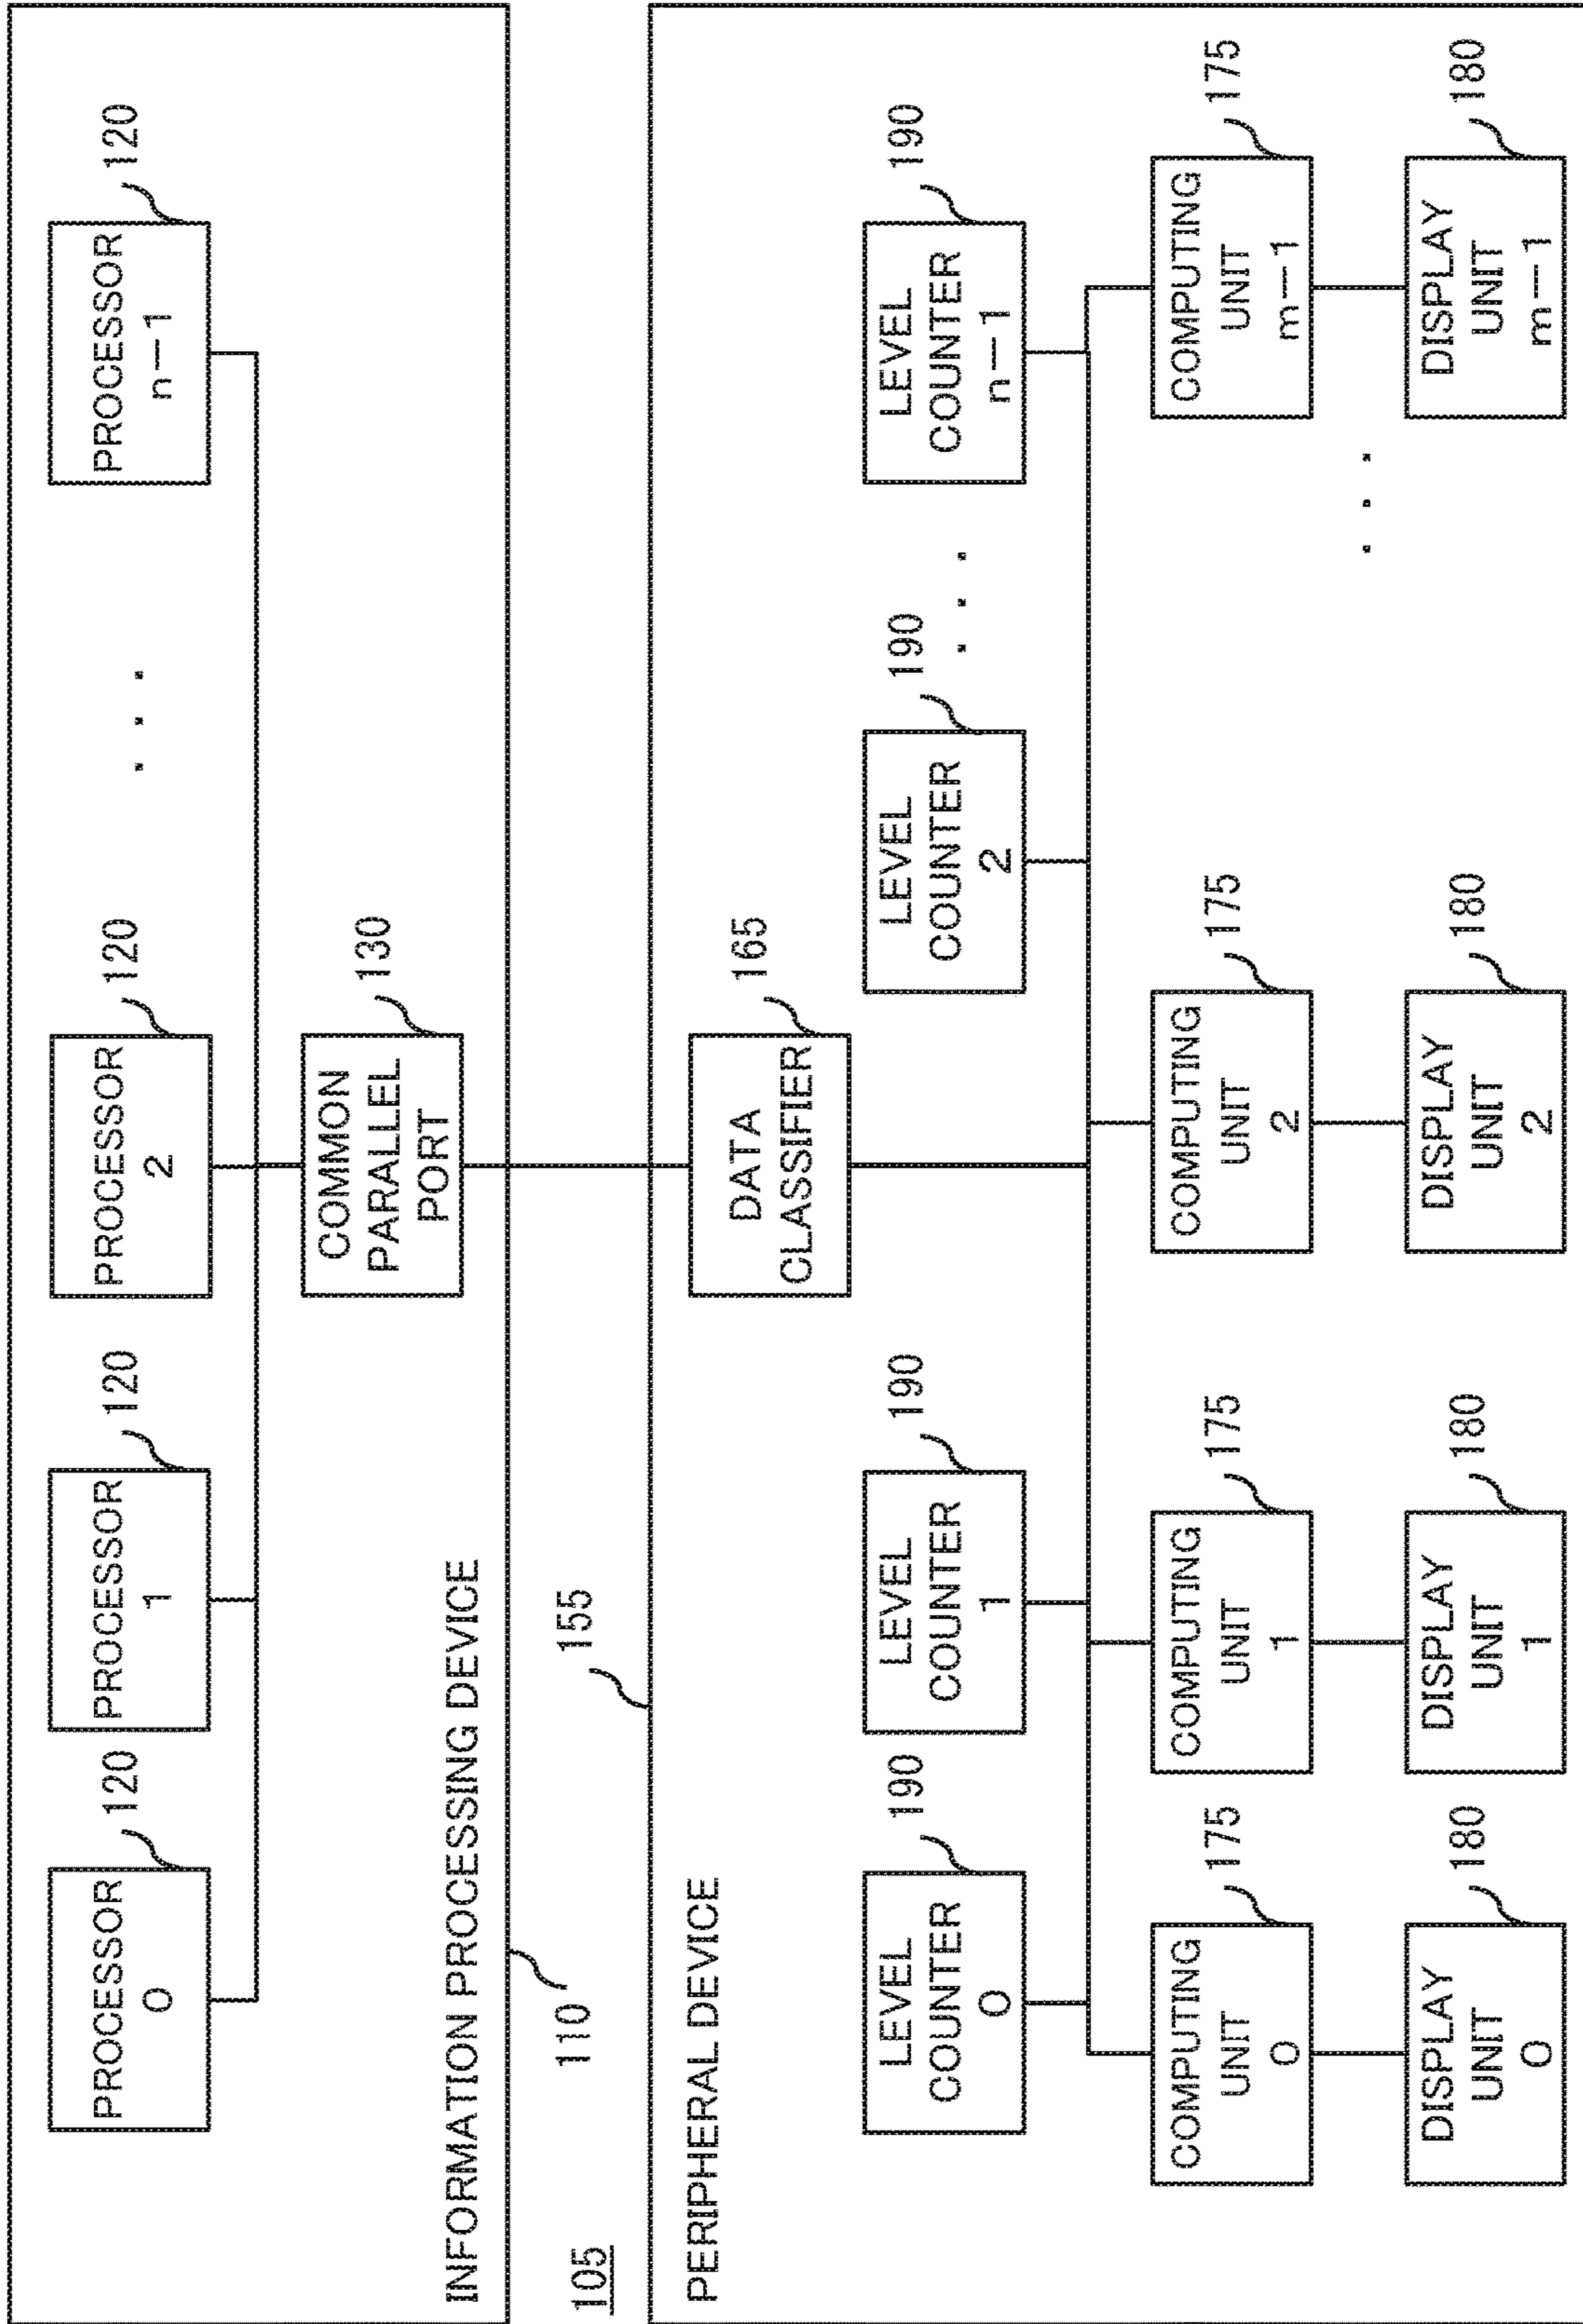 120
120
120
120
PROCESSOR
0
PROCESSOR
1
PROCESSOR
2
. . .
PROCESSOR
n—1
130
COMMON
PARALLEL
PORT
INFORMATION PROCESSING DEVICE
110
155
105
PERIPHERAL DEVICE
165
DATA
CLASSIFIER
190
190
190
190
LEVEL
COUNTER
0
LEVEL
COUNTER
1
LEVEL
COUNTER
2
. . .
LEVEL
COUNTER
n—1
175
175
175
175
COMPUTING
UNIT
0
COMPUTING
UNIT
1
COMPUTING
UNIT
2
COMPUTING
UNIT
m—1
. . .
180
180
180
180
DISPLAY
UNIT
0
DISPLAY
UNIT
1
DISPLAY
UNIT
2
DISPLAY
UNIT
m—1